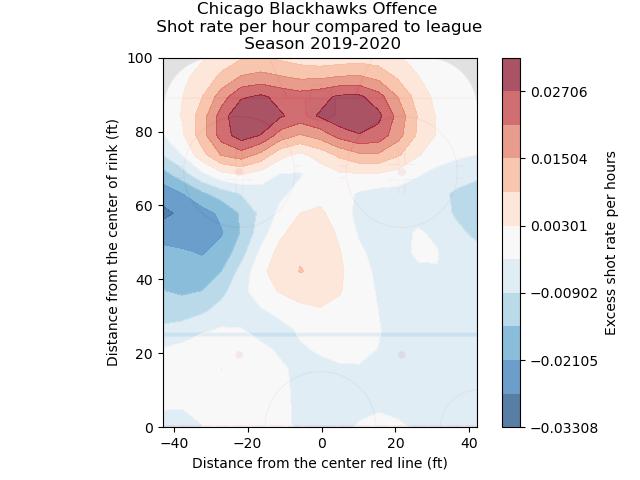 Chicago Blackhawks Offence
Shot rate per hour compared to league
Season 2019-2020
100
80
60
40
20
0
Distance from the center of rink (ft)
−40
−20
0
20
40
Distance from the center red line (ft)
0.02706
0.01504
0.00301
−0.00902
−0.02105
−0.03308
Excess shot rate per hours